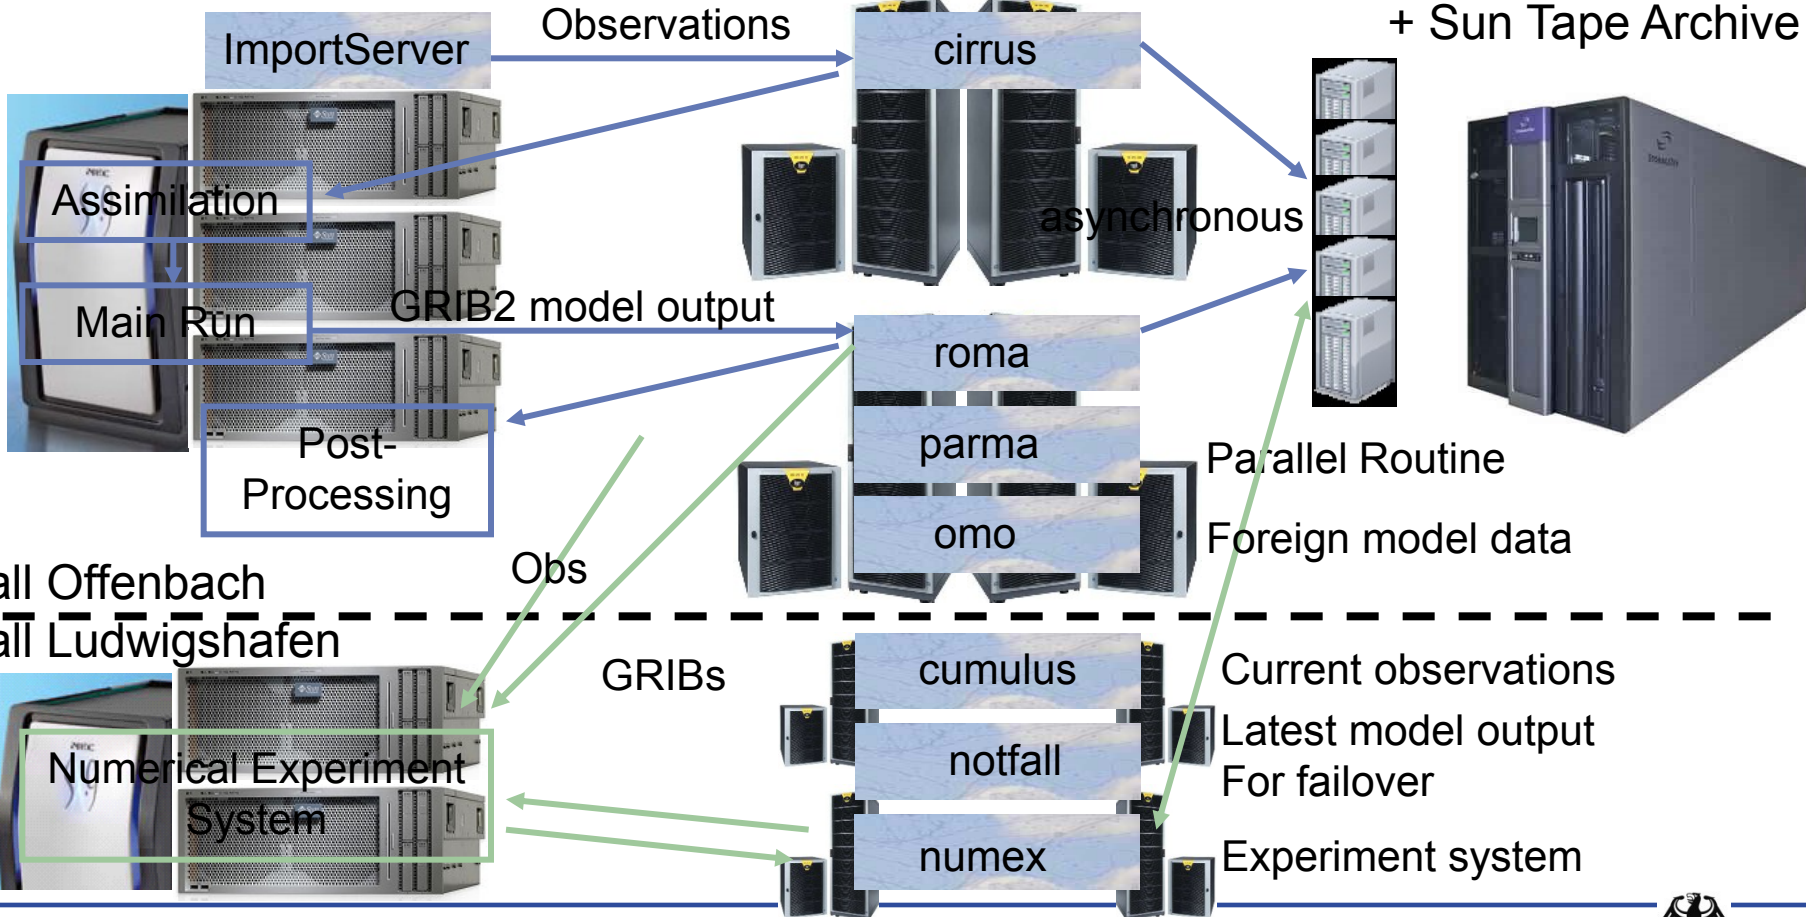 + Sun Tape Archive
Observations
ImportServer
cirrus
Assimilation
asynchronous
Main Run
GRIB2 model output
roma
Post-
Processing
parma
Parallel Routine
omo
Foreign model data
Obs
all Offenbach
all Ludwigshafen
GRIBs
cumulus
Current observations
notfall
Latest model output
For failover
Numerical Experiment
System
numex
Experiment system